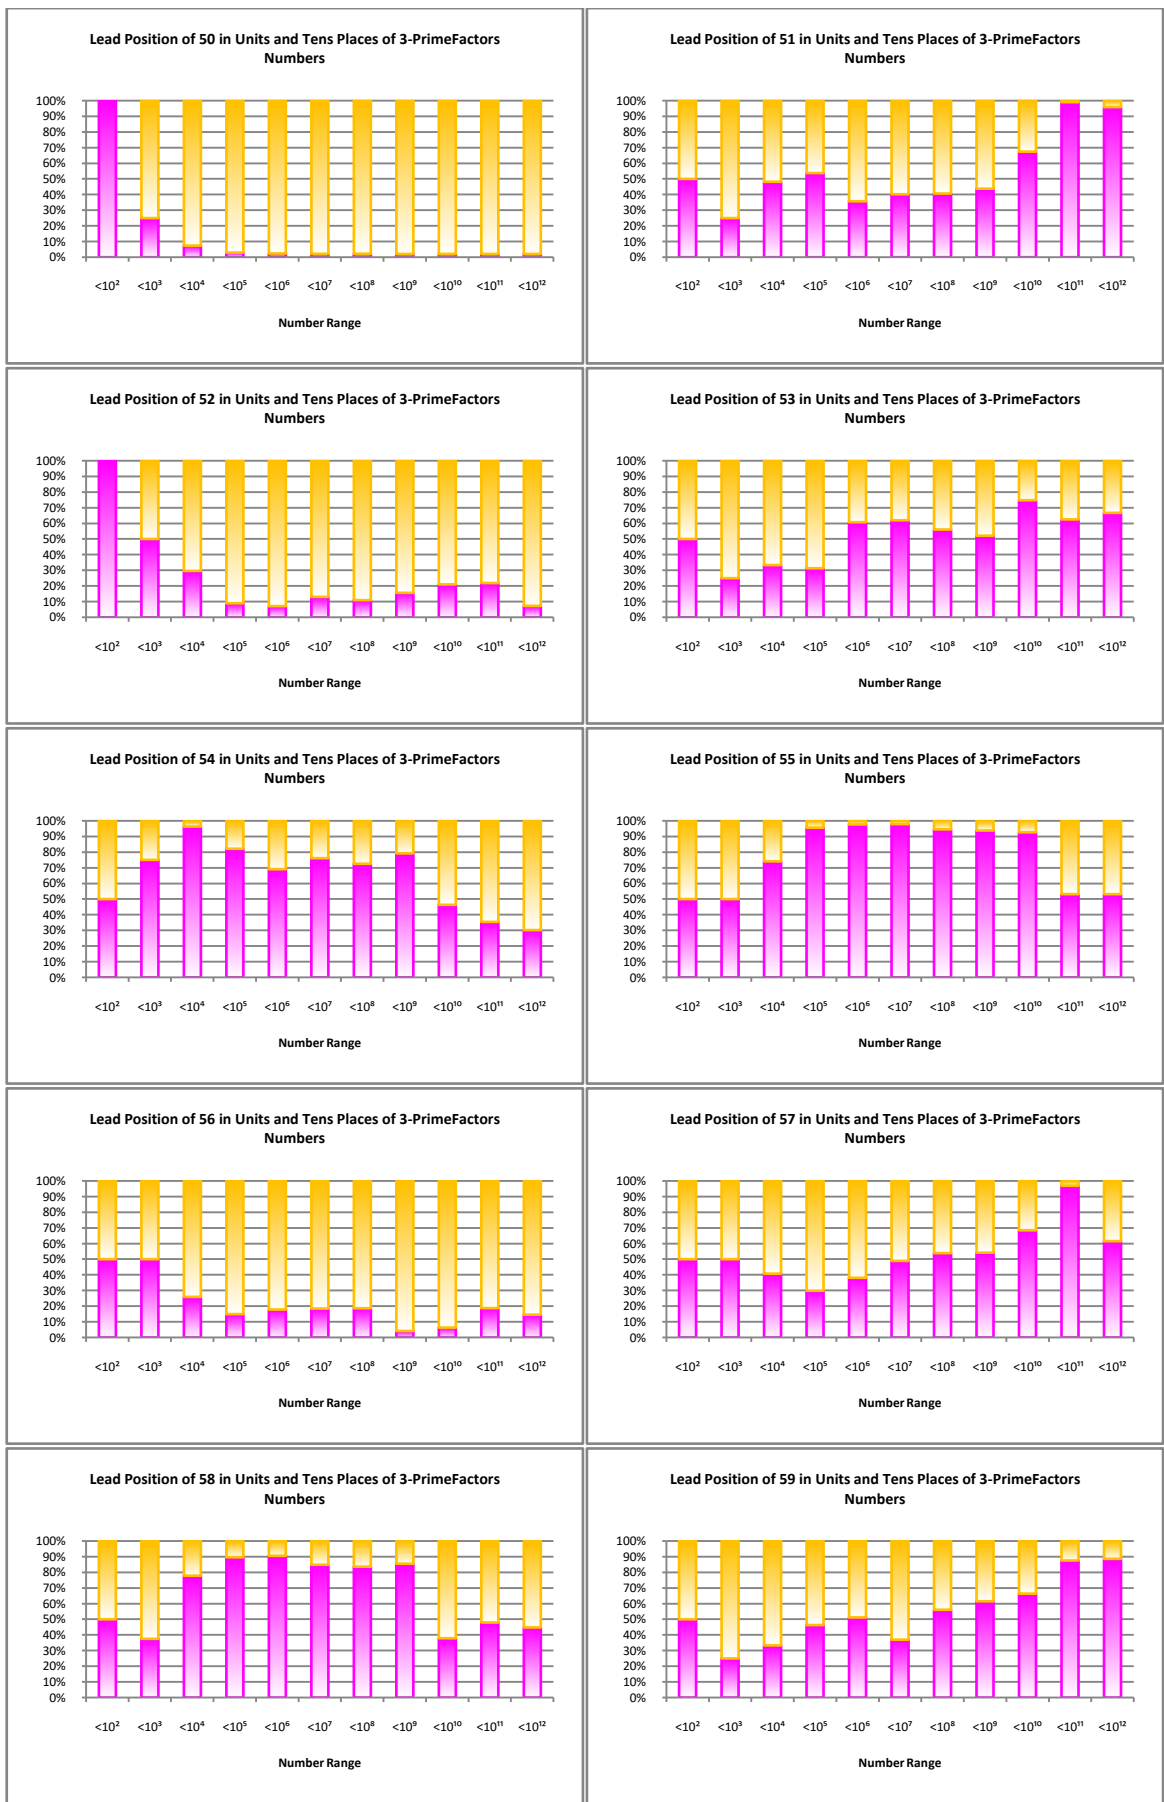 Lead Position of 50 in Units and Tens Places of 3-PrimeFactors
Numbers
100%
90%
80%
70%
60%
50%
40%
30%
20%
10%
0%
<10² <10³ <10⁴ <10⁵ <10⁶ <10⁷ <10⁸ <10⁹ <10¹⁰ <10¹¹ <10¹²
Number Range
Lead Position of 51 in Units and Tens Places of 3-PrimeFactors
Numbers
100%
90%
80%
70%
60%
50%
40%
30%
20%
10%
0%
<10² <10³ <10⁴ <10⁵ <10⁶ <10⁷ <10⁸ <10⁹ <10¹⁰ <10¹¹ <10¹²
Number Range
Lead Position of 52 in Units and Tens Places of 3-PrimeFactors
Numbers
100%
90%
80%
70%
60%
50%
40%
30%
20%
10%
0%
<10² <10³ <10⁴ <10⁵ <10⁶ <10⁷ <10⁸ <10⁹ <10¹⁰ <10¹¹ <10¹²
Number Range
Lead Position of 53 in Units and Tens Places of 3-PrimeFactors
Numbers
100%
90%
80%
70%
60%
50%
40%
30%
20%
10%
0%
<10² <10³ <10⁴ <10⁵ <10⁶ <10⁷ <10⁸ <10⁹ <10¹⁰ <10¹¹ <10¹²
Number Range
Lead Position of 54 in Units and Tens Places of 3-PrimeFactors
Numbers
100%
90%
80%
70%
60%
50%
40%
30%
20%
10%
0%
<10² <10³ <10⁴ <10⁵ <10⁶ <10⁷ <10⁸ <10⁹ <10¹⁰ <10¹¹ <10¹²
Number Range
Lead Position of 55 in Units and Tens Places of 3-PrimeFactors
Numbers
100%
90%
80%
70%
60%
50%
40%
30%
20%
10%
0%
<10² <10³ <10⁴ <10⁵ <10⁶ <10⁷ <10⁸ <10⁹ <10¹⁰ <10¹¹ <10¹²
Number Range
Lead Position of 56 in Units and Tens Places of 3-PrimeFactors
Numbers
100%
90%
80%
70%
60%
50%
40%
30%
20%
10%
0%
<10² <10³ <10⁴ <10⁵ <10⁶ <10⁷ <10⁸ <10⁹ <10¹⁰ <10¹¹ <10¹²
Number Range
Lead Position of 57 in Units and Tens Places of 3-PrimeFactors
Numbers
100%
90%
80%
70%
60%
50%
40%
30%
20%
10%
0%
<10² <10³ <10⁴ <10⁵ <10⁶ <10⁷ <10⁸ <10⁹ <10¹⁰ <10¹¹ <10¹²
Number Range
Lead Position of 58 in Units and Tens Places of 3-PrimeFactors
Numbers
100%
90%
80%
70%
60%
50%
40%
30%
20%
10%
0%
<10² <10³ <10⁴ <10⁵ <10⁶ <10⁷ <10⁸ <10⁹ <10¹⁰ <10¹¹ <10¹²
Number Range
Lead Position of 59 in Units and Tens Places of 3-PrimeFactors
Numbers
100%
90%
80%
70%
60%
50%
40%
30%
20%
10%
0%
<10² <10³ <10⁴ <10⁵ <10⁶ <10⁷ <10⁸ <10⁹ <10¹⁰ <10¹¹ <10¹²
Number Range